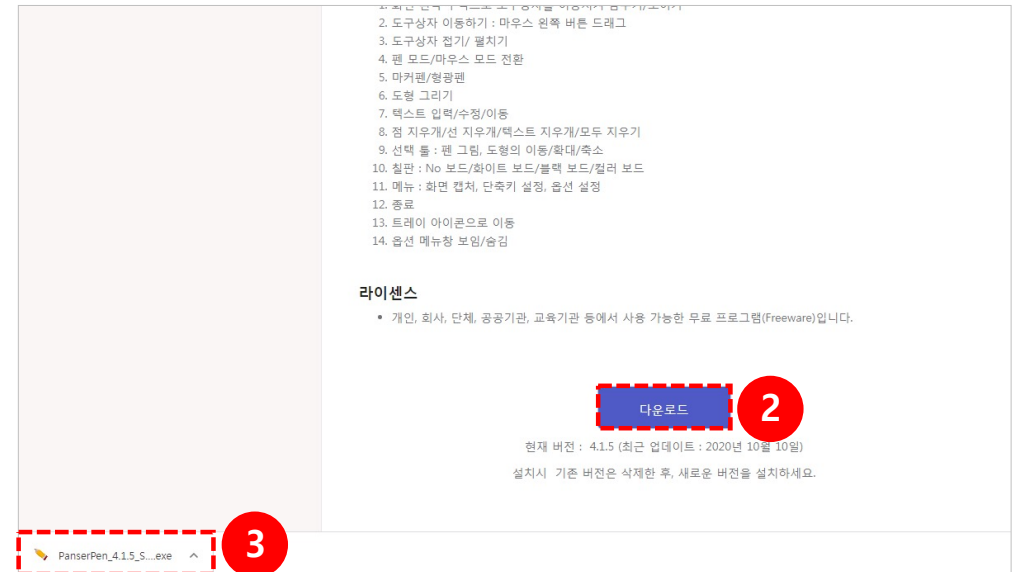 2. 도구상자 이동하기 : 마우스 왼쪽 버튼 드래그
3. 도구상자 접기/ 펼치기
4. 펜 모드/마우스 모드 전환
5. 마커펜/형광펜
6. 도형 그리기
7. 텍스트 입력/수정/이동
8. 점 지우개/선 지우개/텍스트 지우개/모두 지우기
9. 선택 툴 : 펜 그림, 도형의 이동/확대/축소
10. 칠판 : No 보드/화이트 보드/블랙 보드/컬러 보드
11. 메뉴 : 화면 캡처, 단축키 설정, 옵션 설정
12. 종료
13. 트레이 아이콘으로 이동
14. 옵션 메뉴창 보임/숨김
라이센스
• 개인, 회사, 단체, 공공기관, 교육기관 등에서 사용 가능한 무료 프로그램(Freeware)입니다.
다운로드
2
현재 버전 : 4.1.5 (최근 업데이트 : 2020년 10월 10일)
설치시 기존 버전은 삭제한 후, 새로운 버전을 설치하세요.
PanserPen_4.1.5_S....exe
3